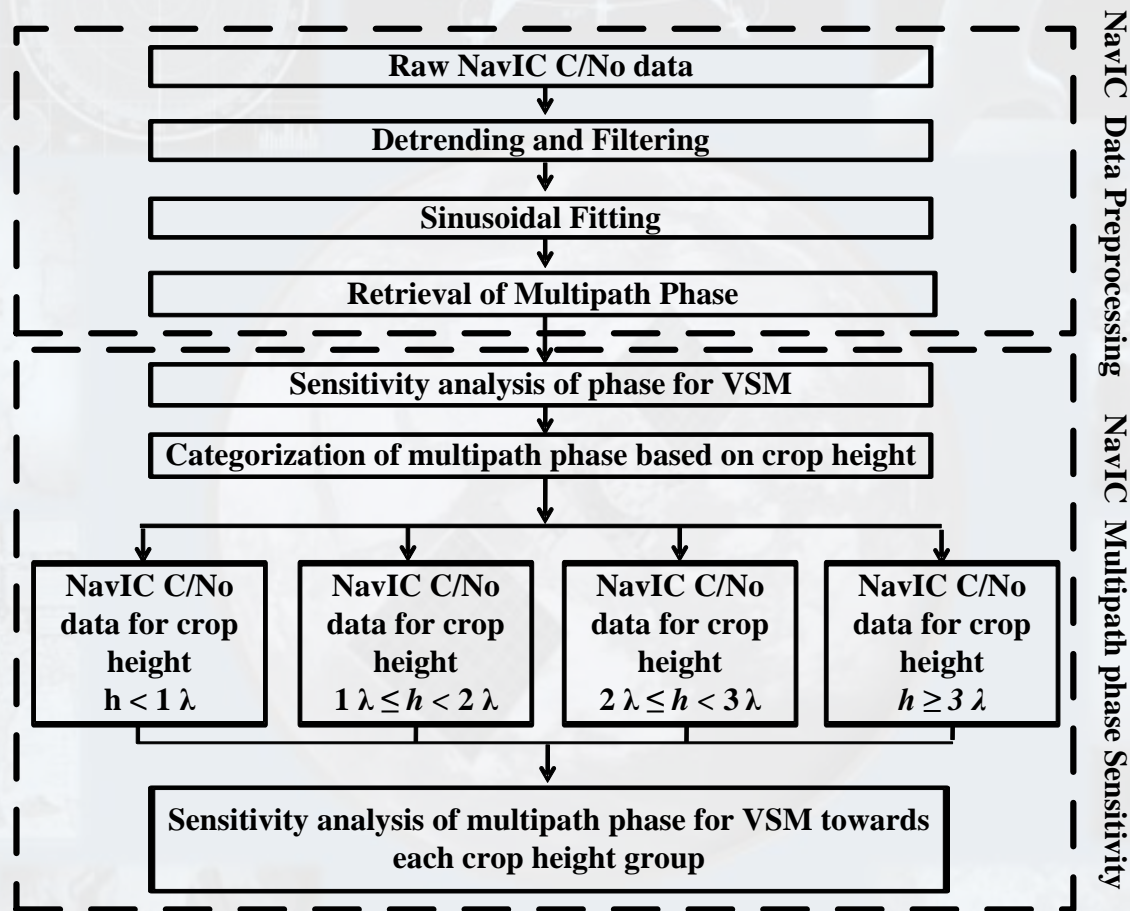 Raw NavIC C/No data
Detrending and Filtering
Sinusoidal Fitting
Retrieval of Multipath Phase
NavIC Data Preprocessing
Sensitivity analysis of phase for VSM
Categorization of multipath phase based on crop height
NavIC C/No
data for crop
height
h < 1 λ
NavIC C/No
data for crop
height
1 λ ≤ h < 2 λ
NavIC C/No
data for crop
height
2 λ ≤ h < 3 λ
NavIC C/No
data for crop
height
h ≥ 3 λ
Sensitivity analysis of multipath phase for VSM towards
each crop height group
NavIC Multipath phase Sensitivity